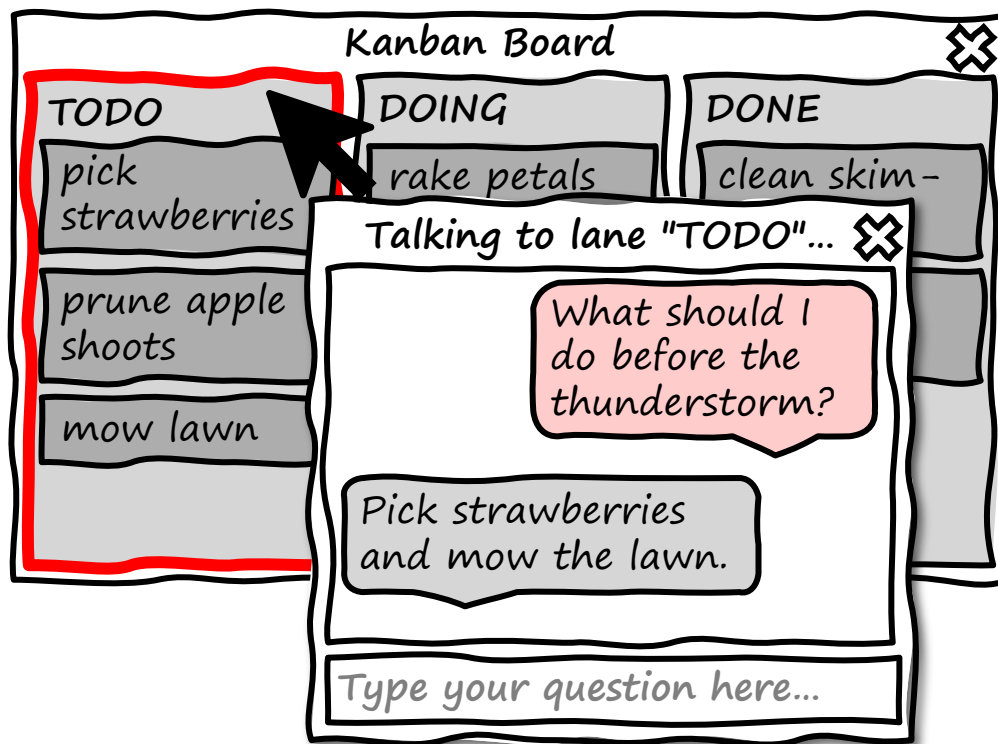 Kanban Board
TODO
pick
strawberries
prune apple
shoots
mow lawn
DOING
rake petals
DONE
clean skim-
Talking to lane "TODO"...
What should I
do before the
thunderstorm?
Pick strawberries
and mow the lawn.
Type your question here...